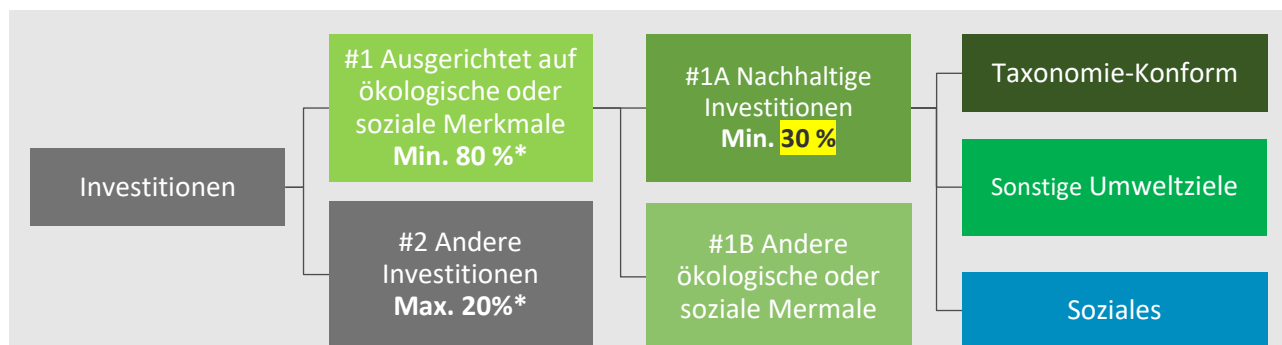 Investitionen
#1 Ausgerichtet auf
ökologische oder
soziale Merkmale
Min. 80 %*
#2 Andere
Investitionen
Max. 20%*
#1A Nachhaltige
Investitionen
Min. 30 %
#1B Andere
ökologische oder
soziale Mermale
Taxonomie-Konform
Sonstige Umweltziele
Soziales